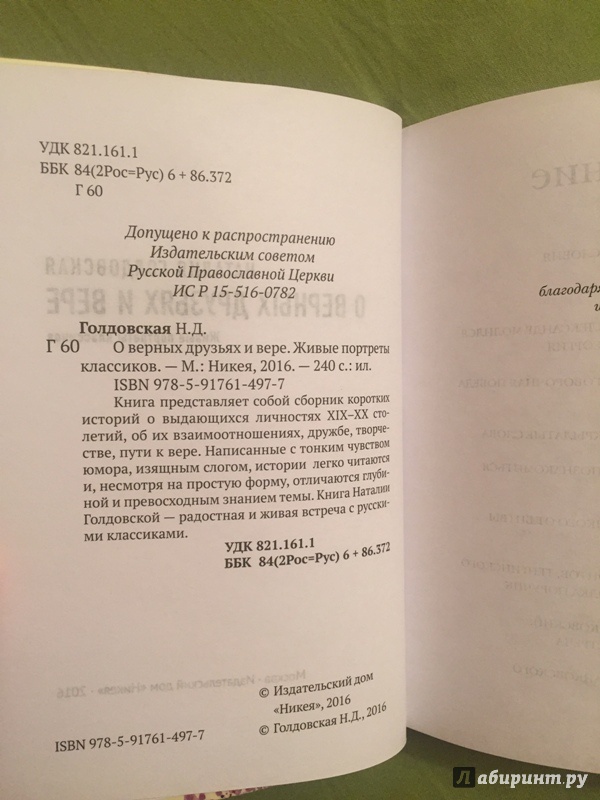 УДК 821.161.1
ББК 84(2Рос=Рус) 6 + 86.372
Г 60
Допущено к распространению
Издательским советом
Русской Православной Церкви
ИС Р 15-516-0782
Голдовская Н.Д.
Г 60 О верных друзьях и вере. Живые портреты
классиков. — М.: Никея, 2016. — 240 с.: ил.
ISBN 978-5-91761-497-7
Книга представляет собой сборник коротких
историй о выдающихся личностях XIX–XX сто-
летий, об их взаимоотношениях, дружбе, творче-
стве, пути к вере. Написанные с тонким чувством
юмора, изящным слогом, истории легко читаются
и, несмотря на простую форму, отличаются глуби-
ной и превосходным знанием темы. Книга Наталии
Голдовской — радостная и живая встреча с русски-
ми классиками.
УДК 821.161.1
ББК 84(2Рос=Рус) 6 + 86.372
© Издательский дом
«Никея», 2016
© Голдовская Н.Д., 2016
ISBN 978-5-91761-497-7
благодаря
Лабиринт.ру